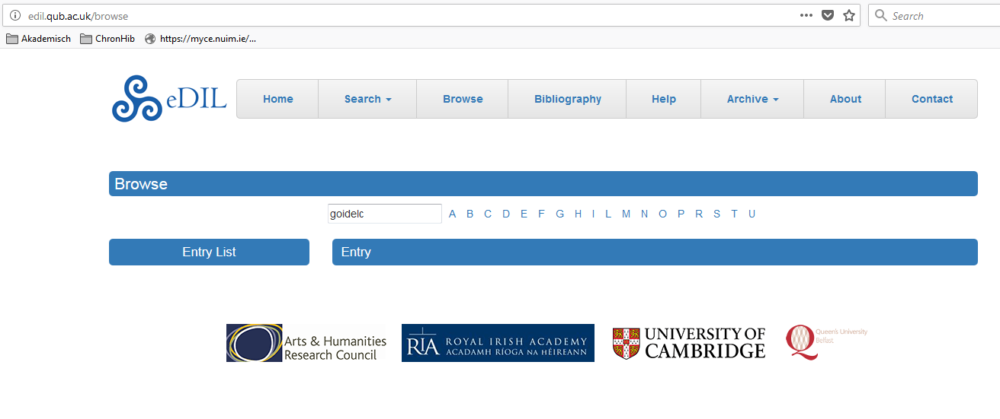 edil.qub.ac.uk/browse
Search
Akademisch ChronHib https://myce.nuim.ie/...
eDIL Home Search Browse Bibliography Help Archive About Contact
Browse
goidelc A B C D E F G H I L M N O P R S T U
Entry List Entry
Arts & Humanities
Research Council
RIA
ROYAL IRISH ACADEMY
ACADAMH RÍOGA NA HÉIREANN
UNIVERSITY OF
CAMBRIDGE
Queen's University
Belfast.